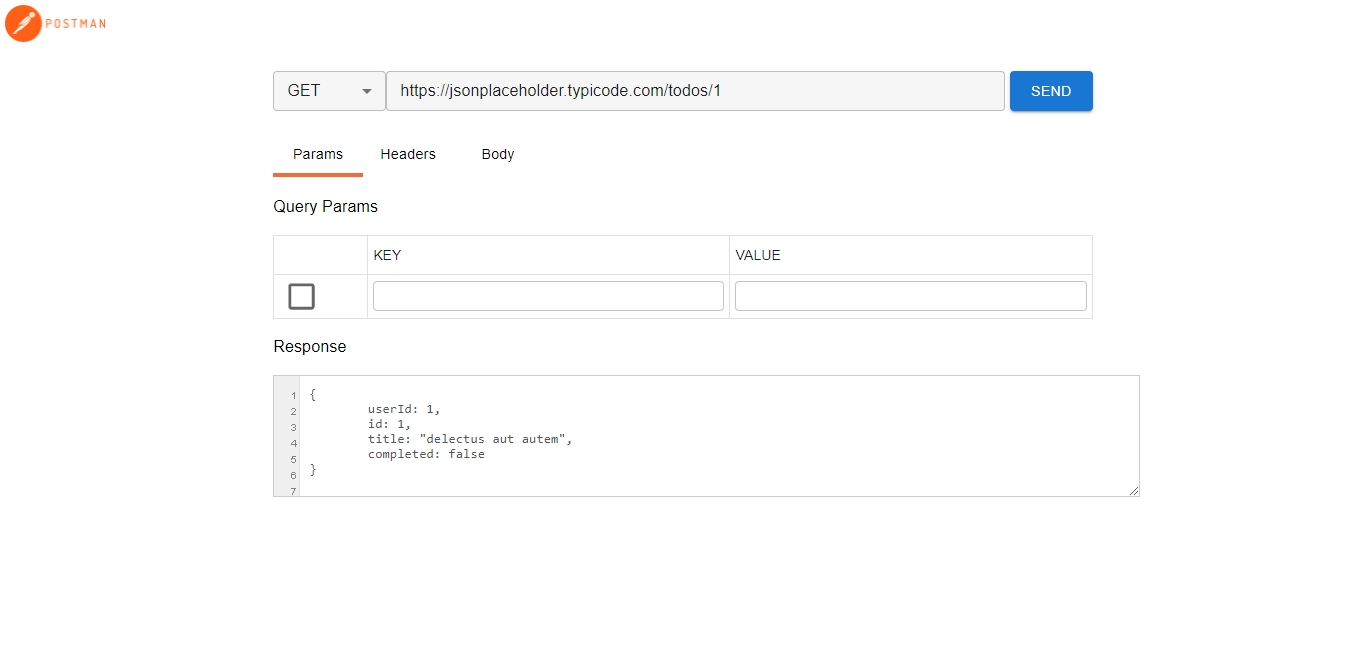 POSTMAN
GET https://jsonplaceholder.typicode.com/todos/1 SEND
Params Headers Body
Query Params
KEY VALUE
Response
1 {
2 userId: 1,
3 id: 1,
4 title: "delectus aut autem",
5 completed: false
6 }
7